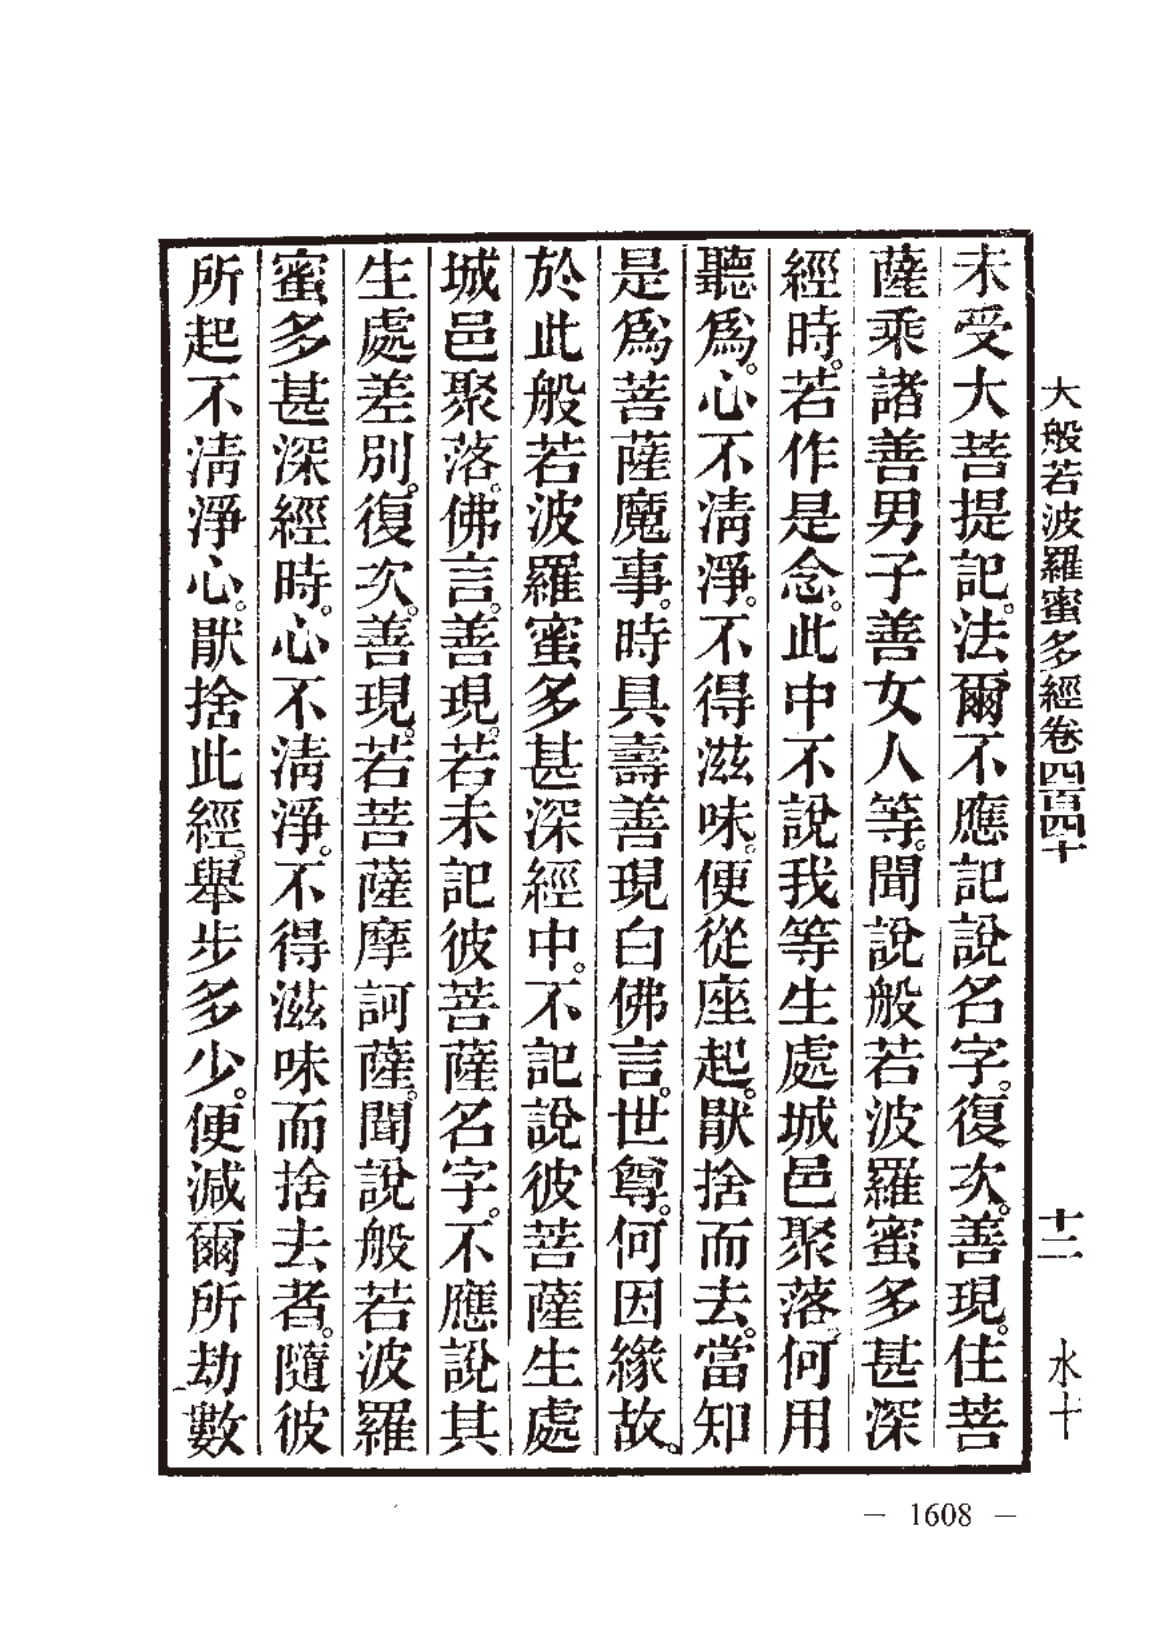 大般若波羅蜜多經卷四百四十
十二
水十
未受大菩提記。法爾不應記說名字。復次。善現。住菩
薩乘諸善男子善女人等。聞說般若波羅蜜多甚深
經時。若作是念。此中不說我等生處城邑聚落。何用
聽爲。心不清淨。不得滋味。便從座起。厭捨而去。當知
是爲菩薩魔事。時具壽善現白佛言。世尊。何因緣故。
於此般若波羅蜜多甚深經中。不記說彼菩薩生處
城邑聚落。佛言。善現。若未記彼菩薩名字。不應說其
生處差別。復次。善現。若菩薩摩訶薩。聞說般若波羅
蜜多甚深經時。心不清淨。不得滋味而捨去者。隨彼
所起不清淨心。厭捨此經。舉步多少。便減爾所劫數
— 1608 —